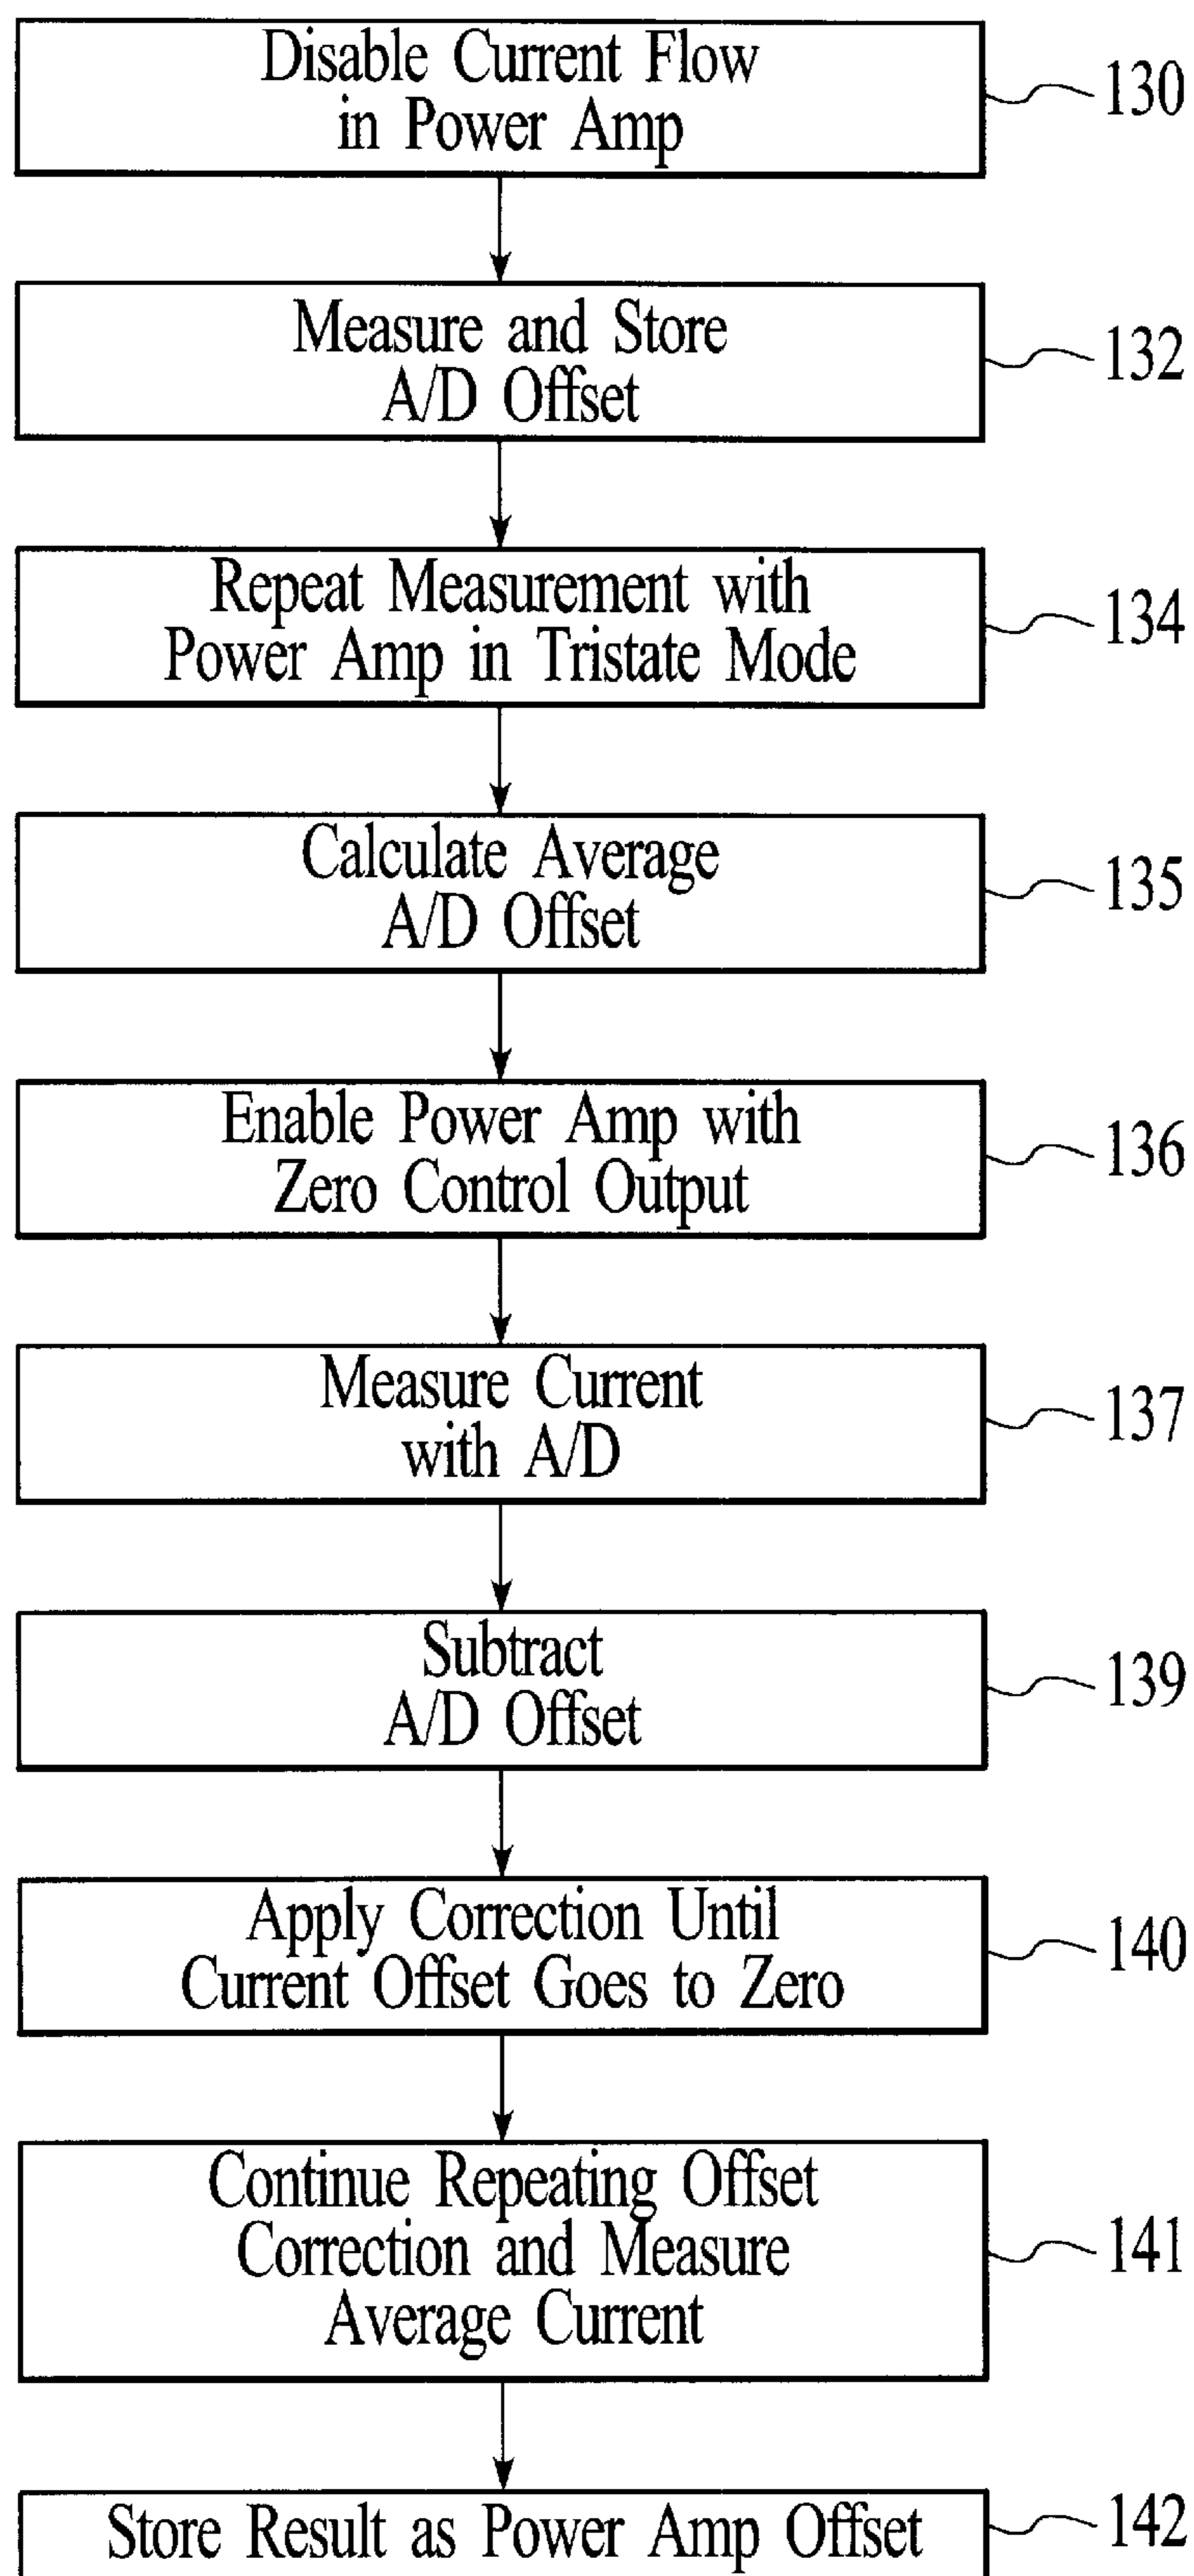 Disable Current Flow
in Power Amp
130
Measure and Store
A/D Offset
132
Repeat Measurement with
Power Amp in Tristate Mode
134
Calculate Average
A/D Offset
135
Enable Power Amp with
Zero Control Output
136
Measure Current
with A/D
137
Subtract
A/D Offset
139
Apply Correction Until
Current Offset Goes to Zero
140
Continue Repeating Offset
Correction and Measure
Average Current
141
Store Result as Power Amp Offset
142